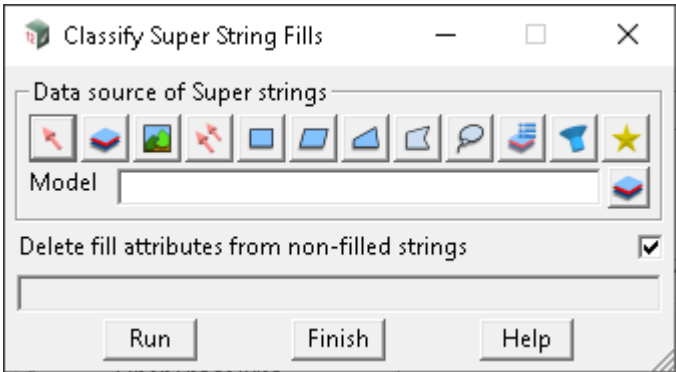 Classify Super String Fills
Data source of Super strings
Model
Delete fill attributes from non-filled strings
Run Finish Help